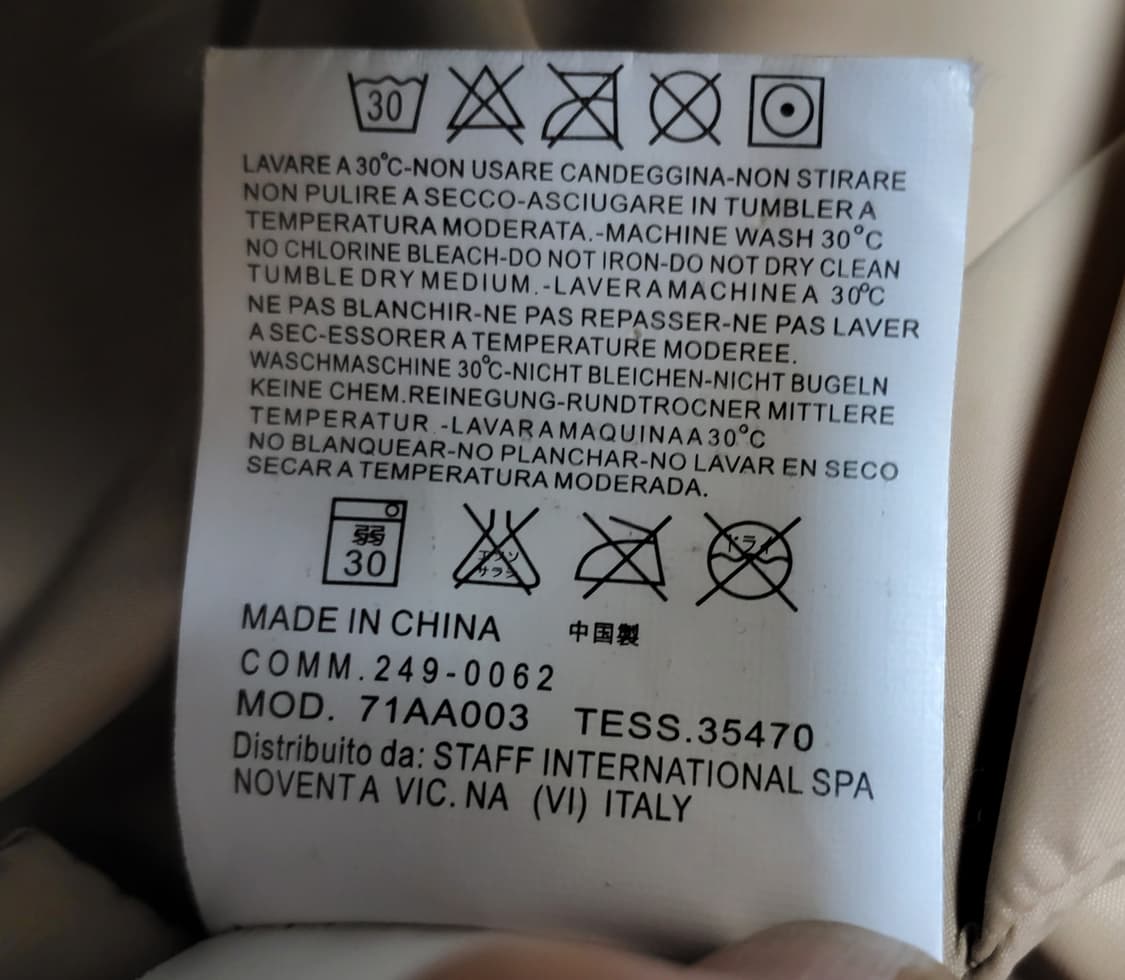 30
LAVARE A 30°C-NON USARE CANDEGGINA-NON STIRARE
NON PULIRE A SECCO-ASCIUGARE IN TUMBLER A
TEMPERATURA MODERATA.-MACHINE WASH 30°C
NO CHLORINE BLEACH-DO NOT IRON-DO NOT DRY CLEAN
TUMBLE DRY MEDIUM.-LAVER A MACHINE A 30°C
NE PAS BLANCHIR-NE PAS REPASSER-NE PAS LAVER
A SEC-ESSORER A TEMPERATURE MODEREE.
WASCHMASCHINE 30°C-NICHT BLEICHEN-NICHT BUGELN
KEINE CHEM.REINEGUNG-RUNDTROCNER MITTLERE
TEMPERATUR.-LAVAR A MAQUINA A 30°C
NO BLANQUEAR-NO PLANCHAR-NO LAVAR EN SECO
SECAR A TEMPERATURA MODERADA.
弱
30
ドライ
MADE IN CHINA 中国製
COMM.249-0062
MOD. 71AA003 TESS.35470
Distribuito da: STAFF INTERNATIONAL SPA
NOVENTA VIC.NA (VI) ITALY